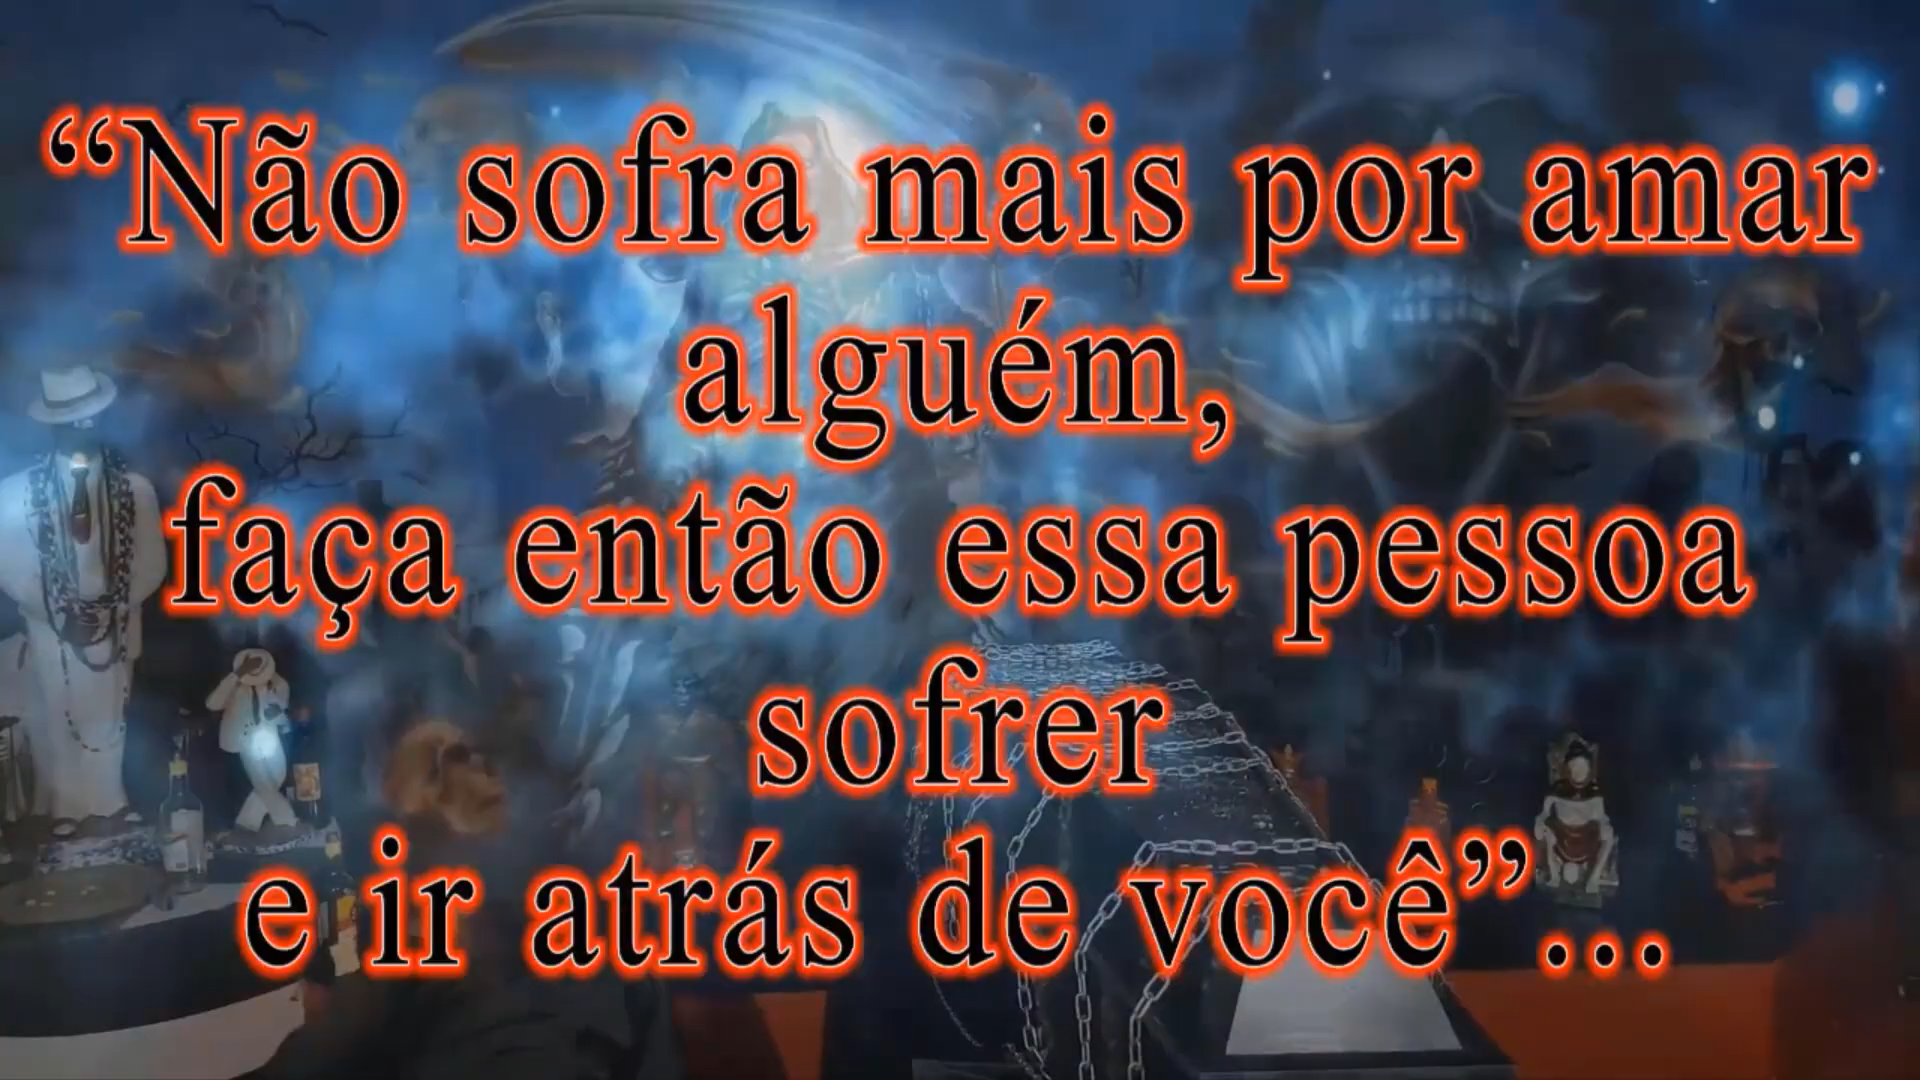 “Não sofra mais por amar
alguém,
faça então essa pessoa
sofrer
e ir atrás de você”...